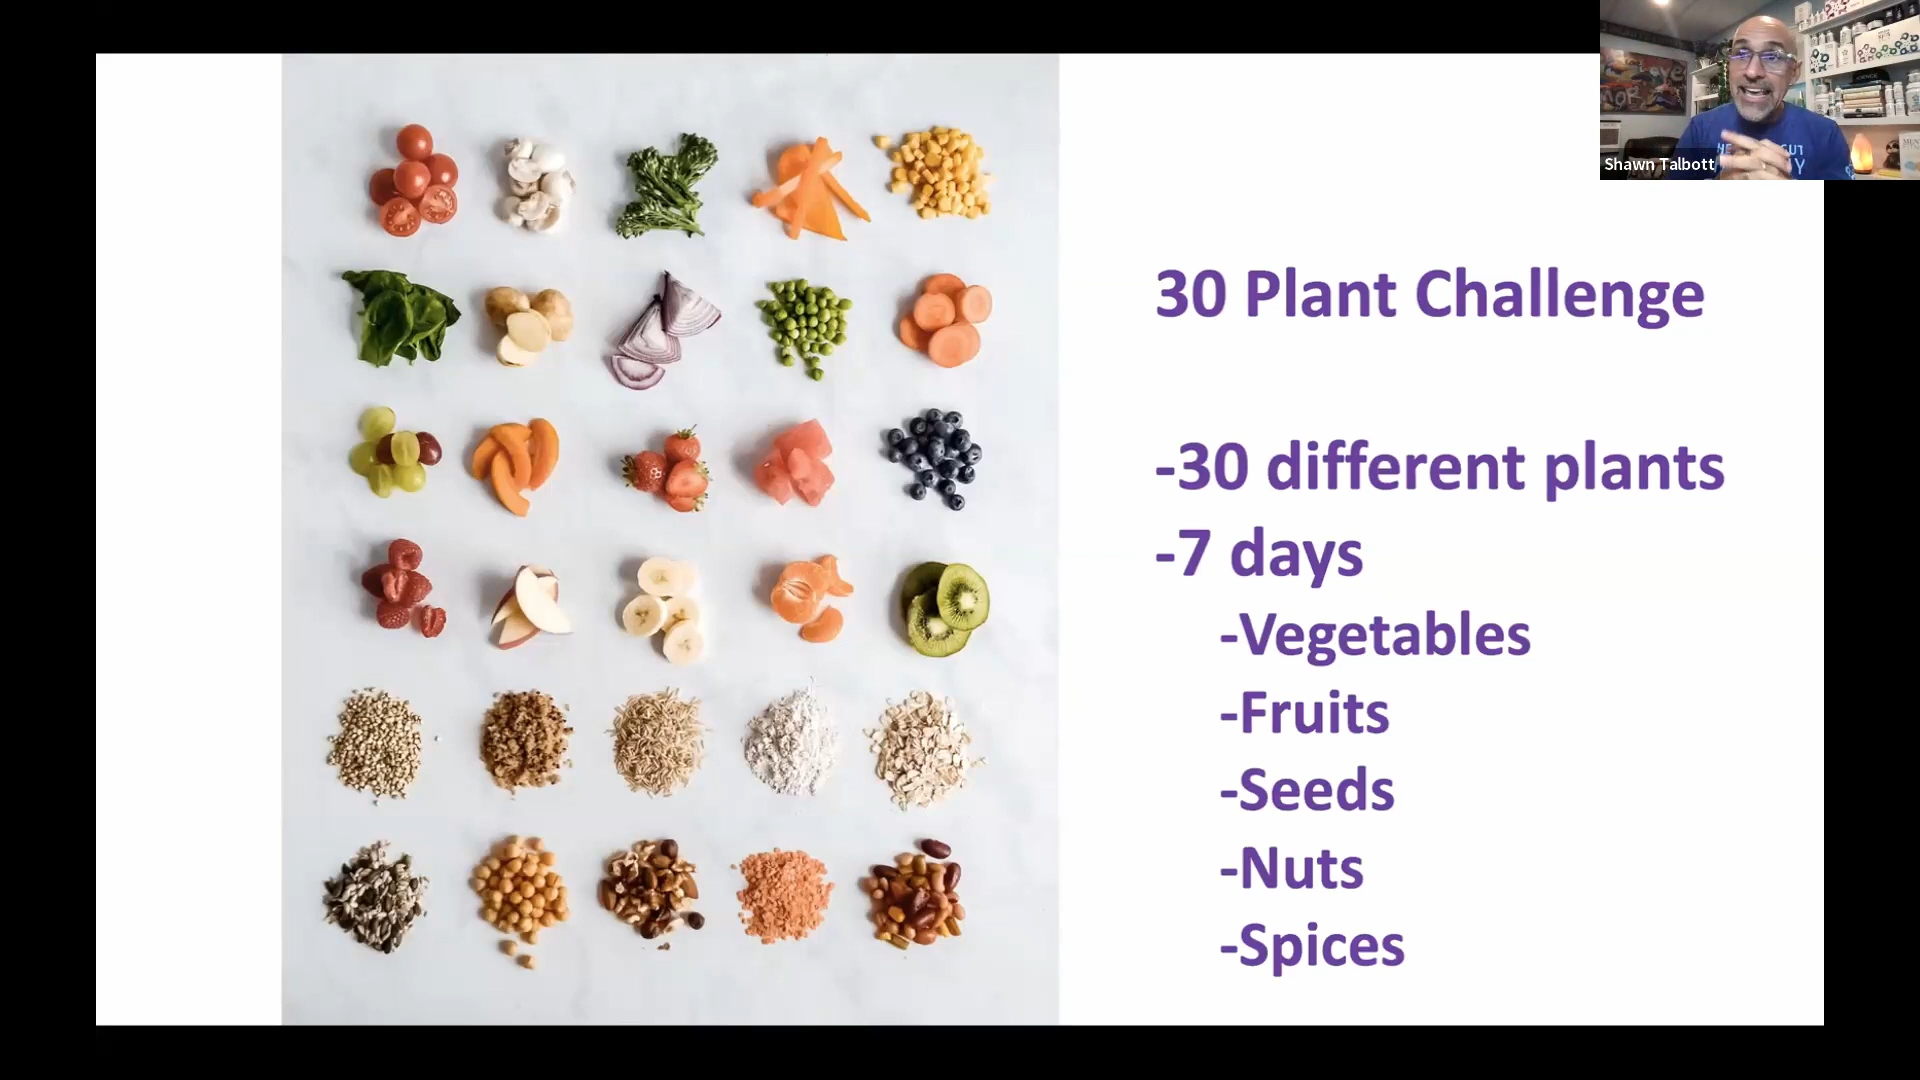 30 Plant Challenge
-30 different plants
-7 days
-Vegetables
-Fruits
-Seeds
-Nuts
-Spices
Shawn Talbott